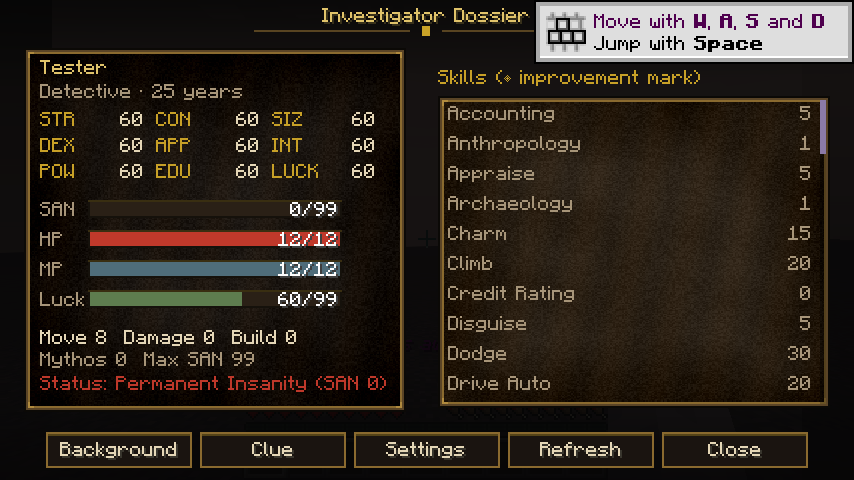 Investigator Dossier
Move with W, A, S and D
Jump with Space
Tester
Detective · 25 years
STR 60 CON 60 SIZ 60
DEX 60 APP 60 INT 60
POW 60 EDU 60 LUCK 60
SAN 0/99
HP 12/12
MP 12/12
Luck 60/99
Move 8 Damage 0 Build 0
Mythos 0 Max SAN 99
Status: Permanent Insanity (SAN 0)
Skills (◆ improvement mark)
Accounting 5
Anthropology 1
Appraise 5
Archaeology 1
Charm 15
Climb 20
Credit Rating 0
Disguise 5
Dodge 30
Drive Auto 20
Background Clue Settings Refresh Close